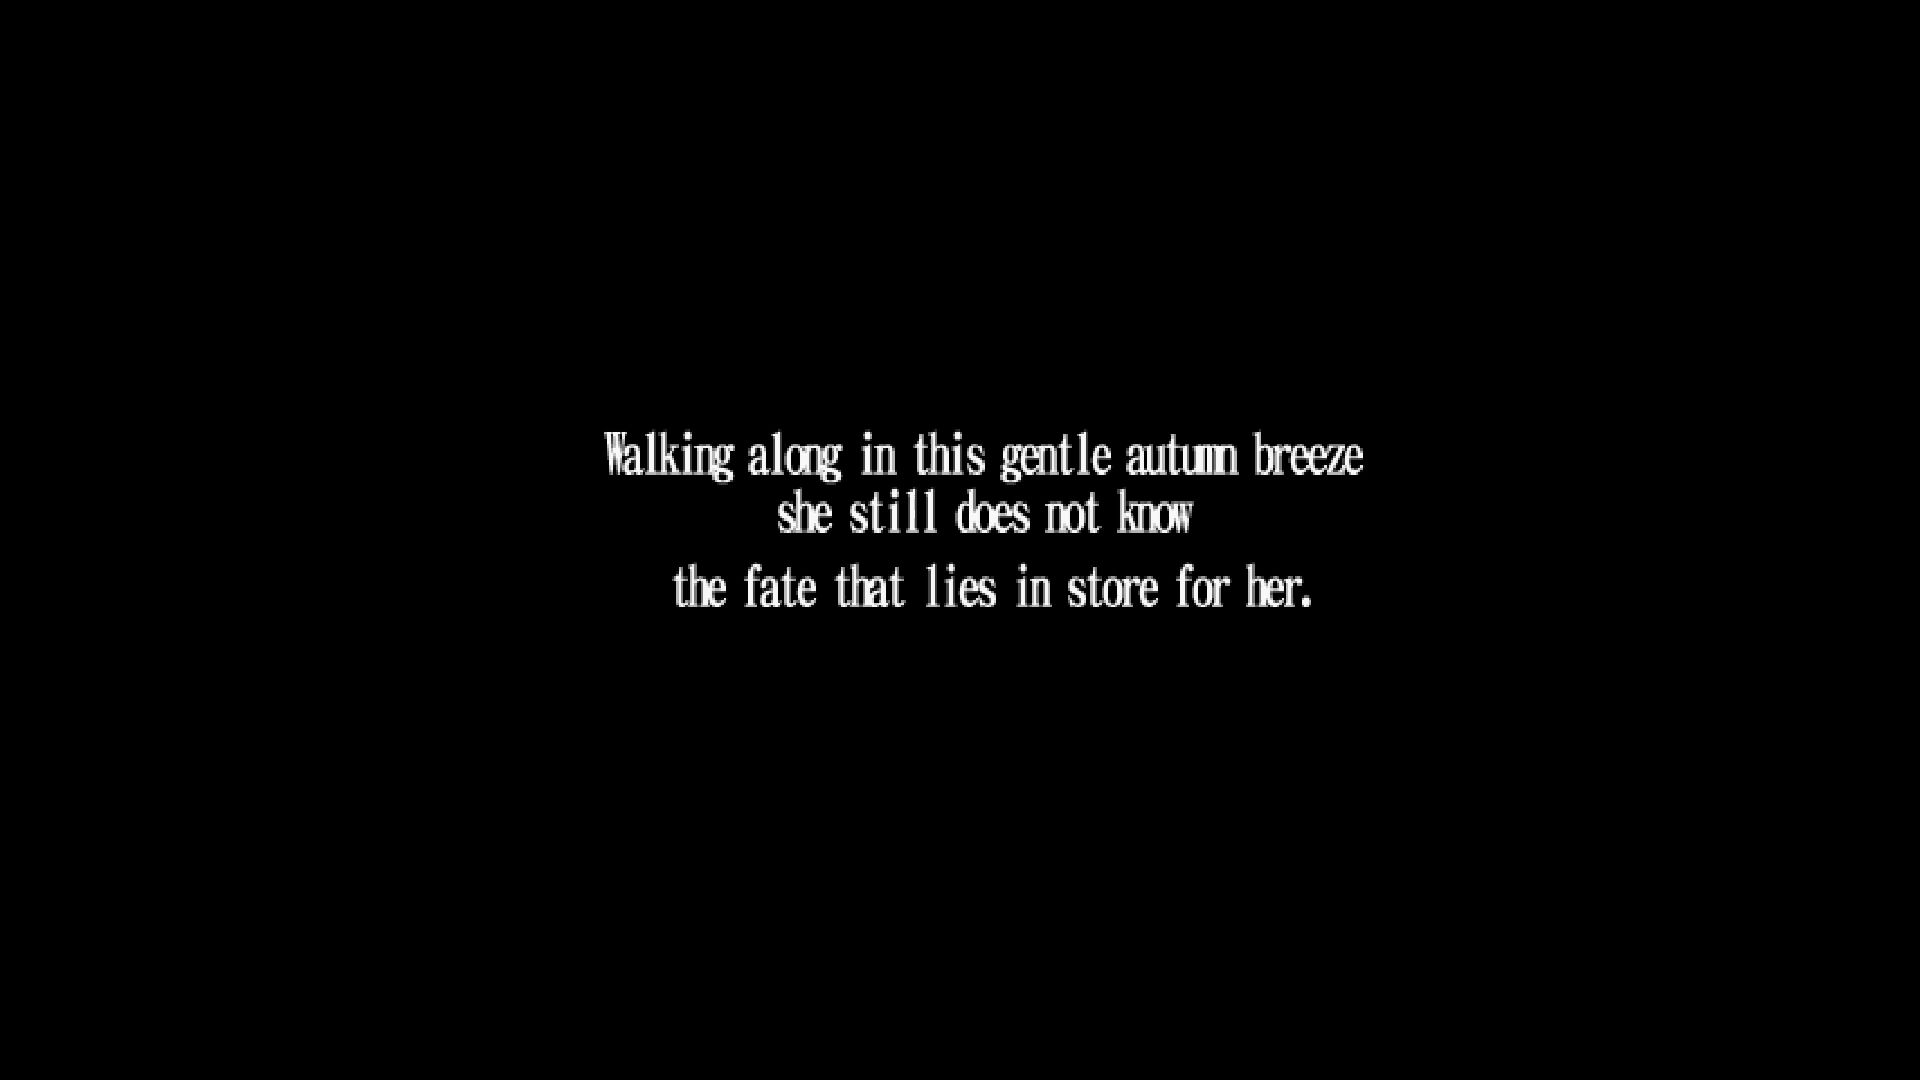 Walking along in this gentle autumn breeze
she still does not know
the fate that lies in store for her.